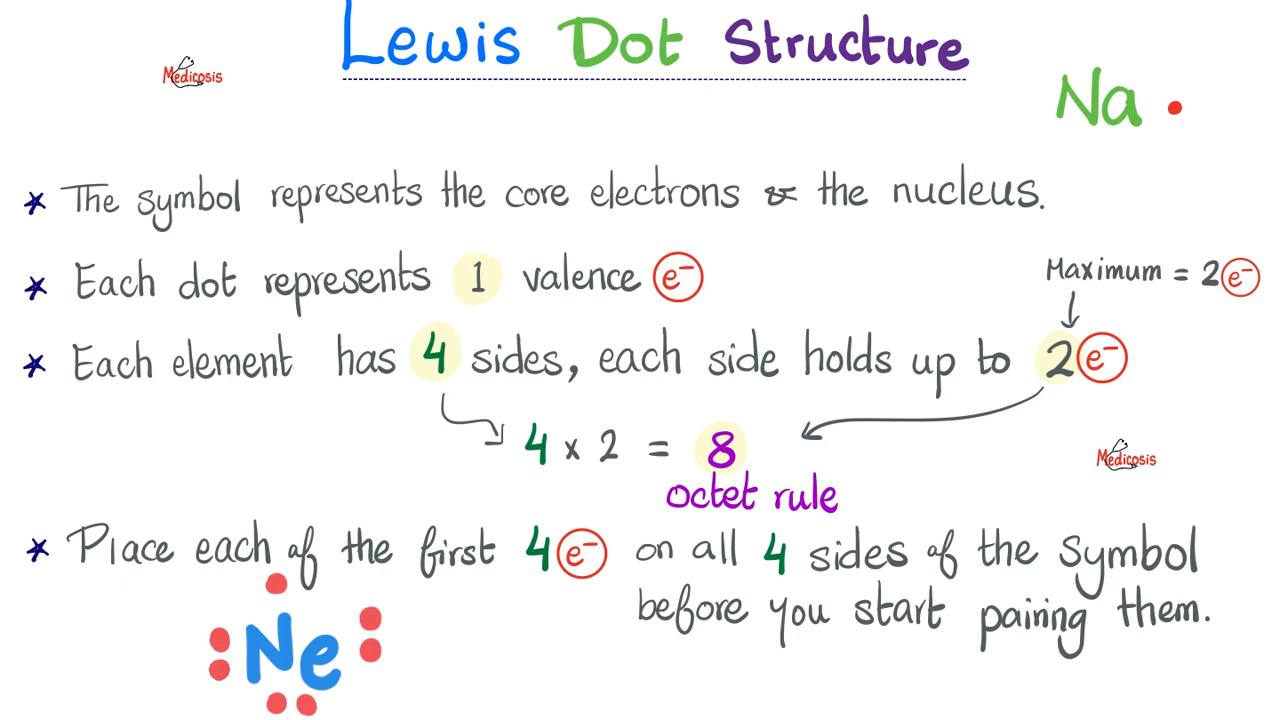 Lewis Dot Structure
Medicosis
Na
* The symbol represents the core electrons & the nucleus.
* Each dot represents 1 valence e⁻
Maximum = 2 e⁻
* Each element has 4 sides, each side holds up to 2 e⁻
4 x 2 = 8
octet rule
Medicosis
* Place each of the first 4 e⁻ on all 4 sides of the symbol
before you start pairing them.
Ne